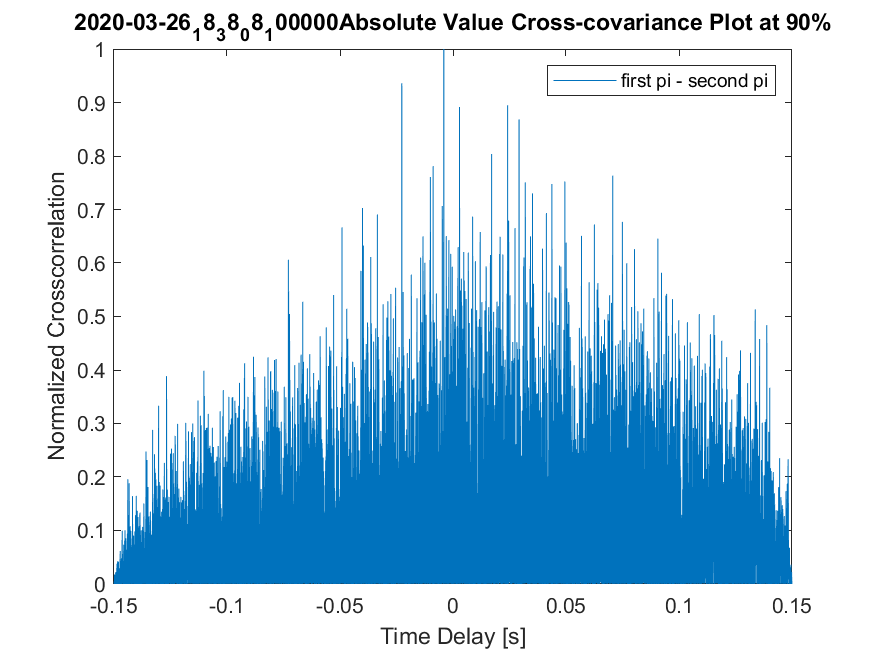 2020-03-26₁8₃8₀8₁00000Absolute Value Cross-covariance Plot at 90%
first pi - second pi
1
0.9
0.8
0.7
0.6
0.5
0.4
0.3
0.2
0.1
0
Normalized Crosscorrelation
-0.15 -0.1 -0.05 0 0.05 0.1 0.15
Time Delay [s]